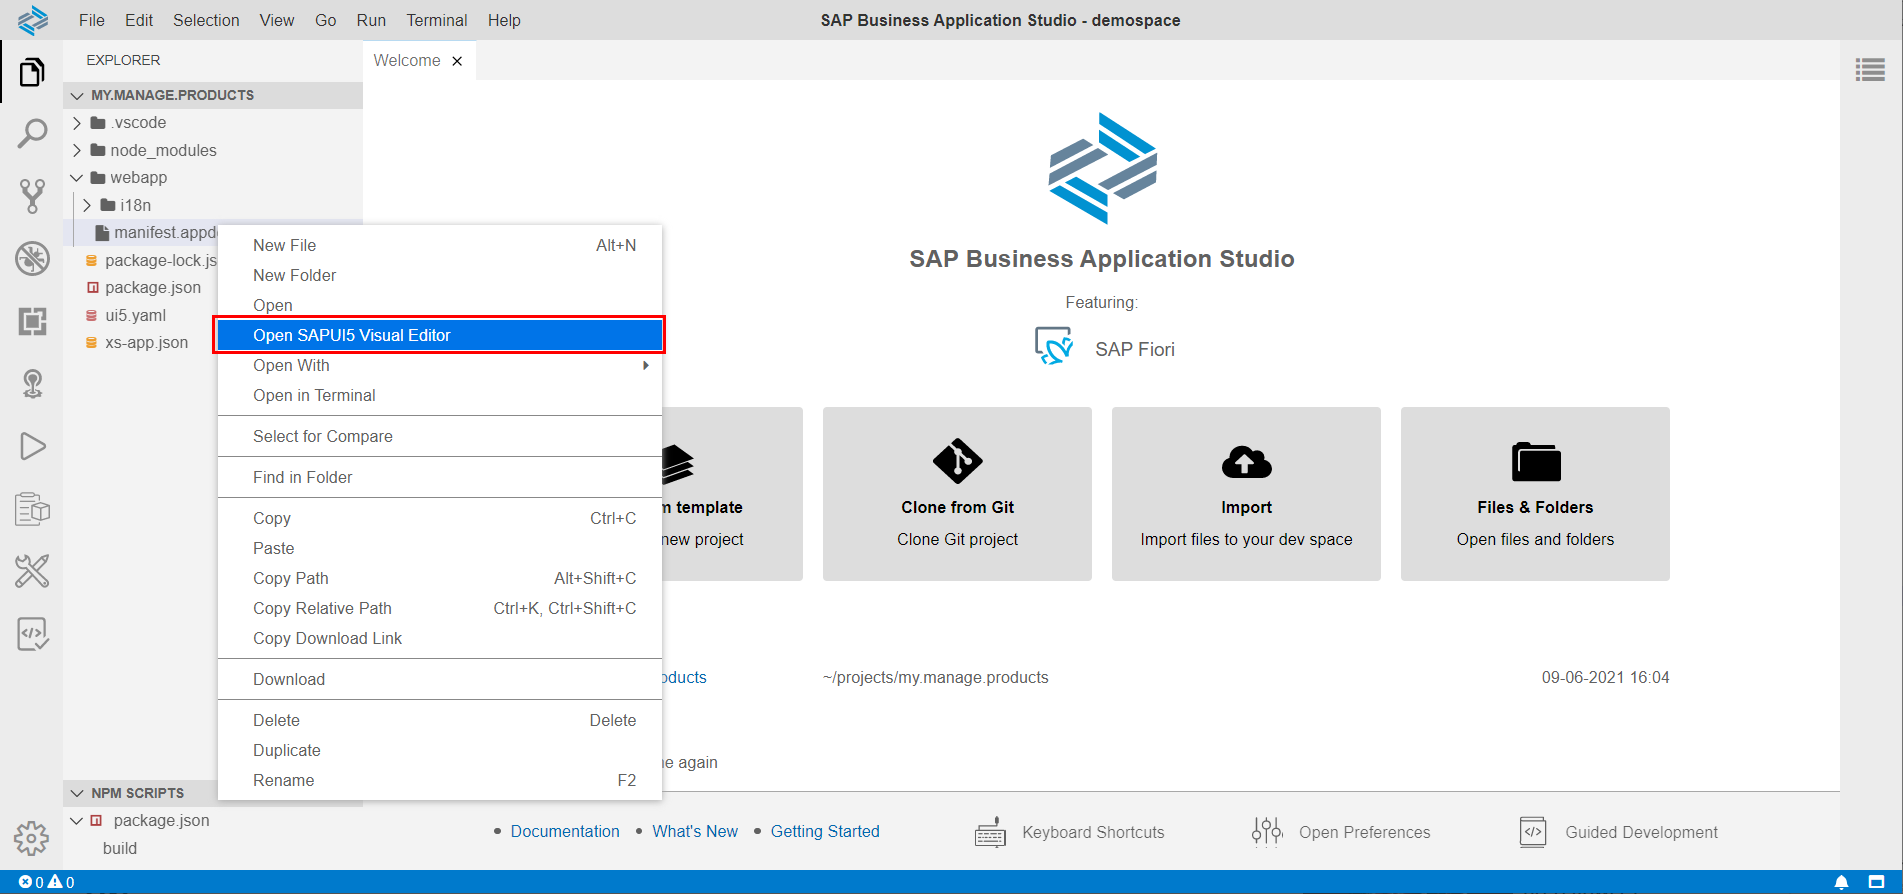 File Edit Selection View Go Run Terminal Help
SAP Business Application Studio - demospace
EXPLORER
Welcome
MY.MANAGE.PRODUCTS
.vscode
node_modules
webapp
i18n
manifest.appd
package-lock.js
package.json
ui5.yaml
xs-app.json
New File Alt+N
New Folder
Open
Open SAPUI5 Visual Editor
Open With
Open in Terminal
Select for Compare
Find in Folder
Copy Ctrl+C
Paste
Copy Path Alt+Shift+C
Copy Relative Path Ctrl+K, Ctrl+Shift+C
Copy Download Link
Download
Delete Delete
Duplicate
Rename F2
SAP Business Application Studio
Featuring:
SAP Fiori
template
new project
Clone from Git
Clone Git project
Import
Import files to your dev space
Files & Folders
Open files and folders
oducts ~/projects/my.manage.products 09-06-2021 16:04
again
NPM SCRIPTS
package.json
build
Documentation What's New Getting Started
Keyboard Shortcuts
Open Preferences
Guided Development
0 0